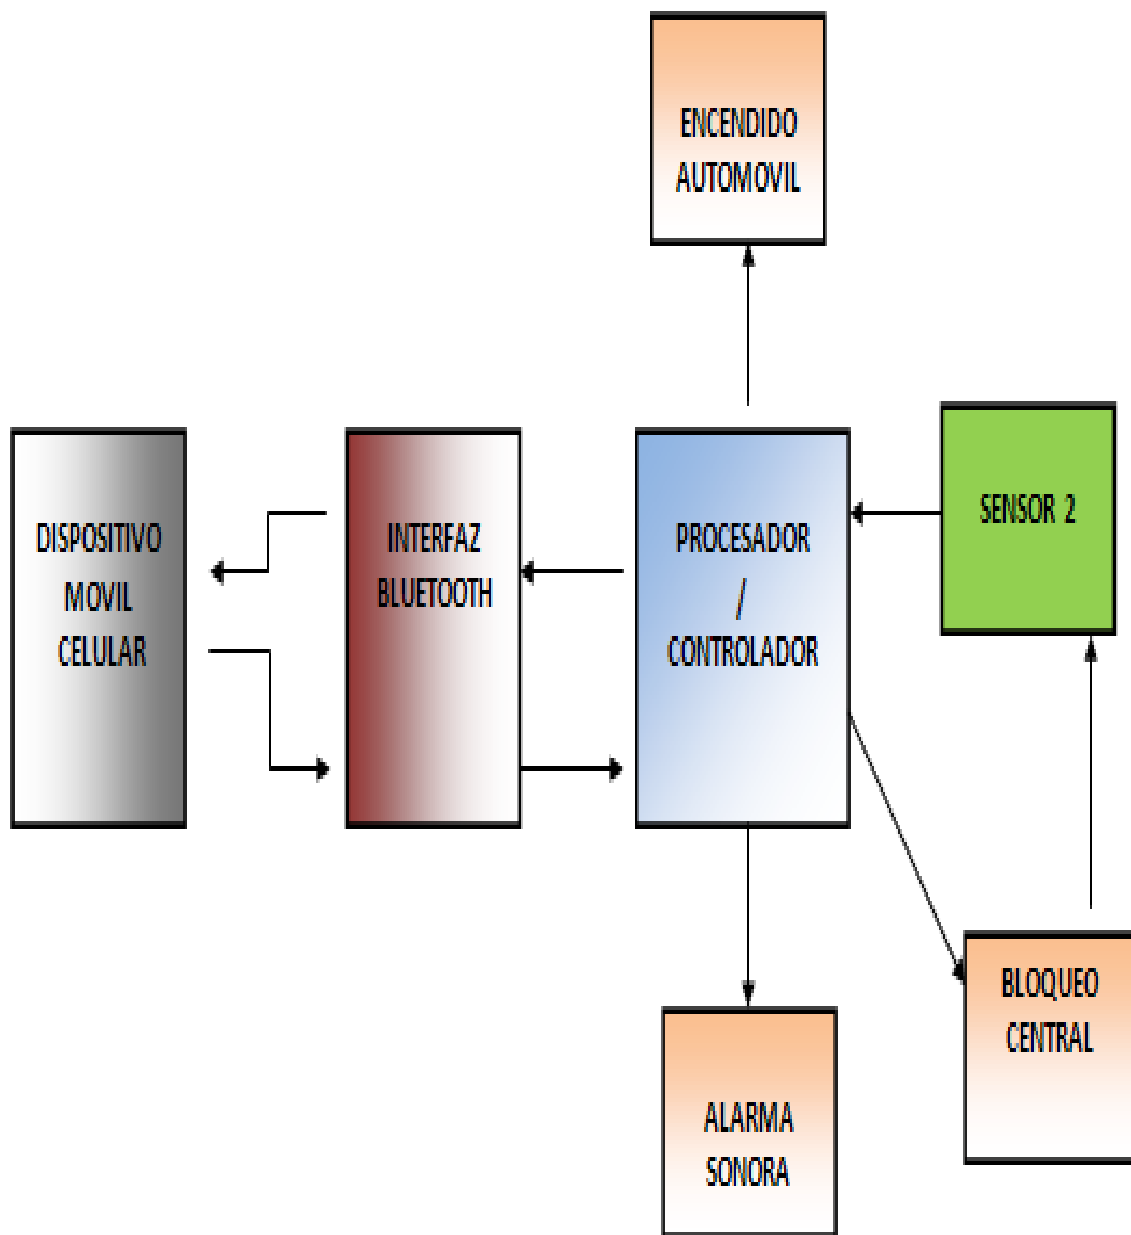 ENCENDIDO
AUTOMOVIL
DISPOSITIVO
MOVIL
CELULAR
INTERFAZ
BLUETOOTH
PROCESADOR
/
CONTROLADOR
SENSOR 2
BLOQUEO
CENTRAL
ALARMA
SONORA